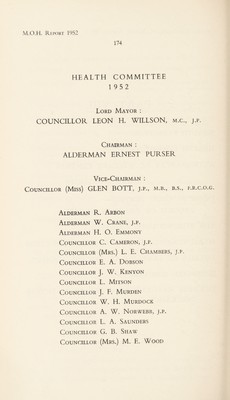 M.O.H. Report 1952
174
HEALTH COMMITTEE
1952
Lord Mayor :
COUNCILLOR LEON H. WILLSON, M.C., J.P.
Chairman :
ALDERMAN ERNEST PURSER
Vice-Chairman :
Councillor (Miss) GLEN BOTT, J.P., M.B., B.S., F.R.C.O.G.
Alderman R. Arbon
Alderman W. Crane, J.P.
Alderman H. O. Emmony
Councillor C. Cameron, J.P.
Councillor (Mrs.) L. E. Chambers, J.P.
Councillor E. A. Dobson
Councillor J. W. Kenyon
Councillor L. Mitson
Councillor J. F. Murden
Councillor W. H. Murdock
Councillor A. W. Norwebb, J.P.
Councillor L. A. Saunders
Councillor G. B. Shaw
Councillor (Mrs.) M. E. Wood